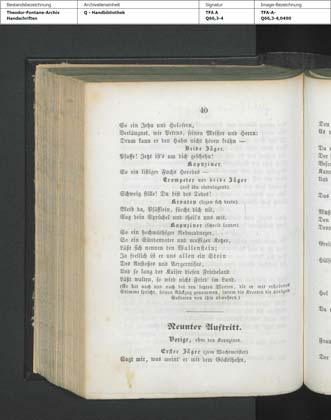 Bestandsbezeichnung
Theodor-Fontane-Archiv
Handschriften
Archivalieneinheit
Q - Handbibliothek
Signatur
TFA A
Q66,3-4
Image-Bezeichnung
TFA-A-
Q66,3-4,0490
40
So ein Jehu und Holofern,
Verläugnet, wie Petrus, seinen Meister und Herrn:
Drum kann er den Hahn nicht hören krähn —
Beide Jäger.
Pfaffe! Jetzt ist's um dich geschehn!
Kapuziner.
So ein listiger Fuchs Herodes —
Trompeter und beide Jäger
(auf ihn eindringend).
Schweig stille! Du bist des Todes!
Kroaten (legen sich drein).
Bleib da, Pfäfflein, fürcht dich nit,
Sag dein Sprüchel und theil's uns mit.
Kapuziner (schreit lauter).
So ein hochmüthiger Nebucadnezer,
So ein Sündenvater und muffiger Ketzer,
Läßt sich nennen den Wallenstein;
Ja freilich ist er uns allen ein Stein
Des Anstoßes und Aergernisses,
Und so lang der Kaiser diesen Friedeland
Läßt walten, so wird nicht Fried' im Land.
(Er hat nach und nach bei den letzten Worten, die er mit erhobener
Stimme spricht, seinen Rückzug genommen, indem die Kroaten die übrigen
Soldaten von ihm abwehren.)
Neunter Auftritt.
Vorige, ohne den Kapuziner.
Erster Jäger (zum Wachtmeister)
Sagt mir, was meint' er mit dem Göckelhahn,